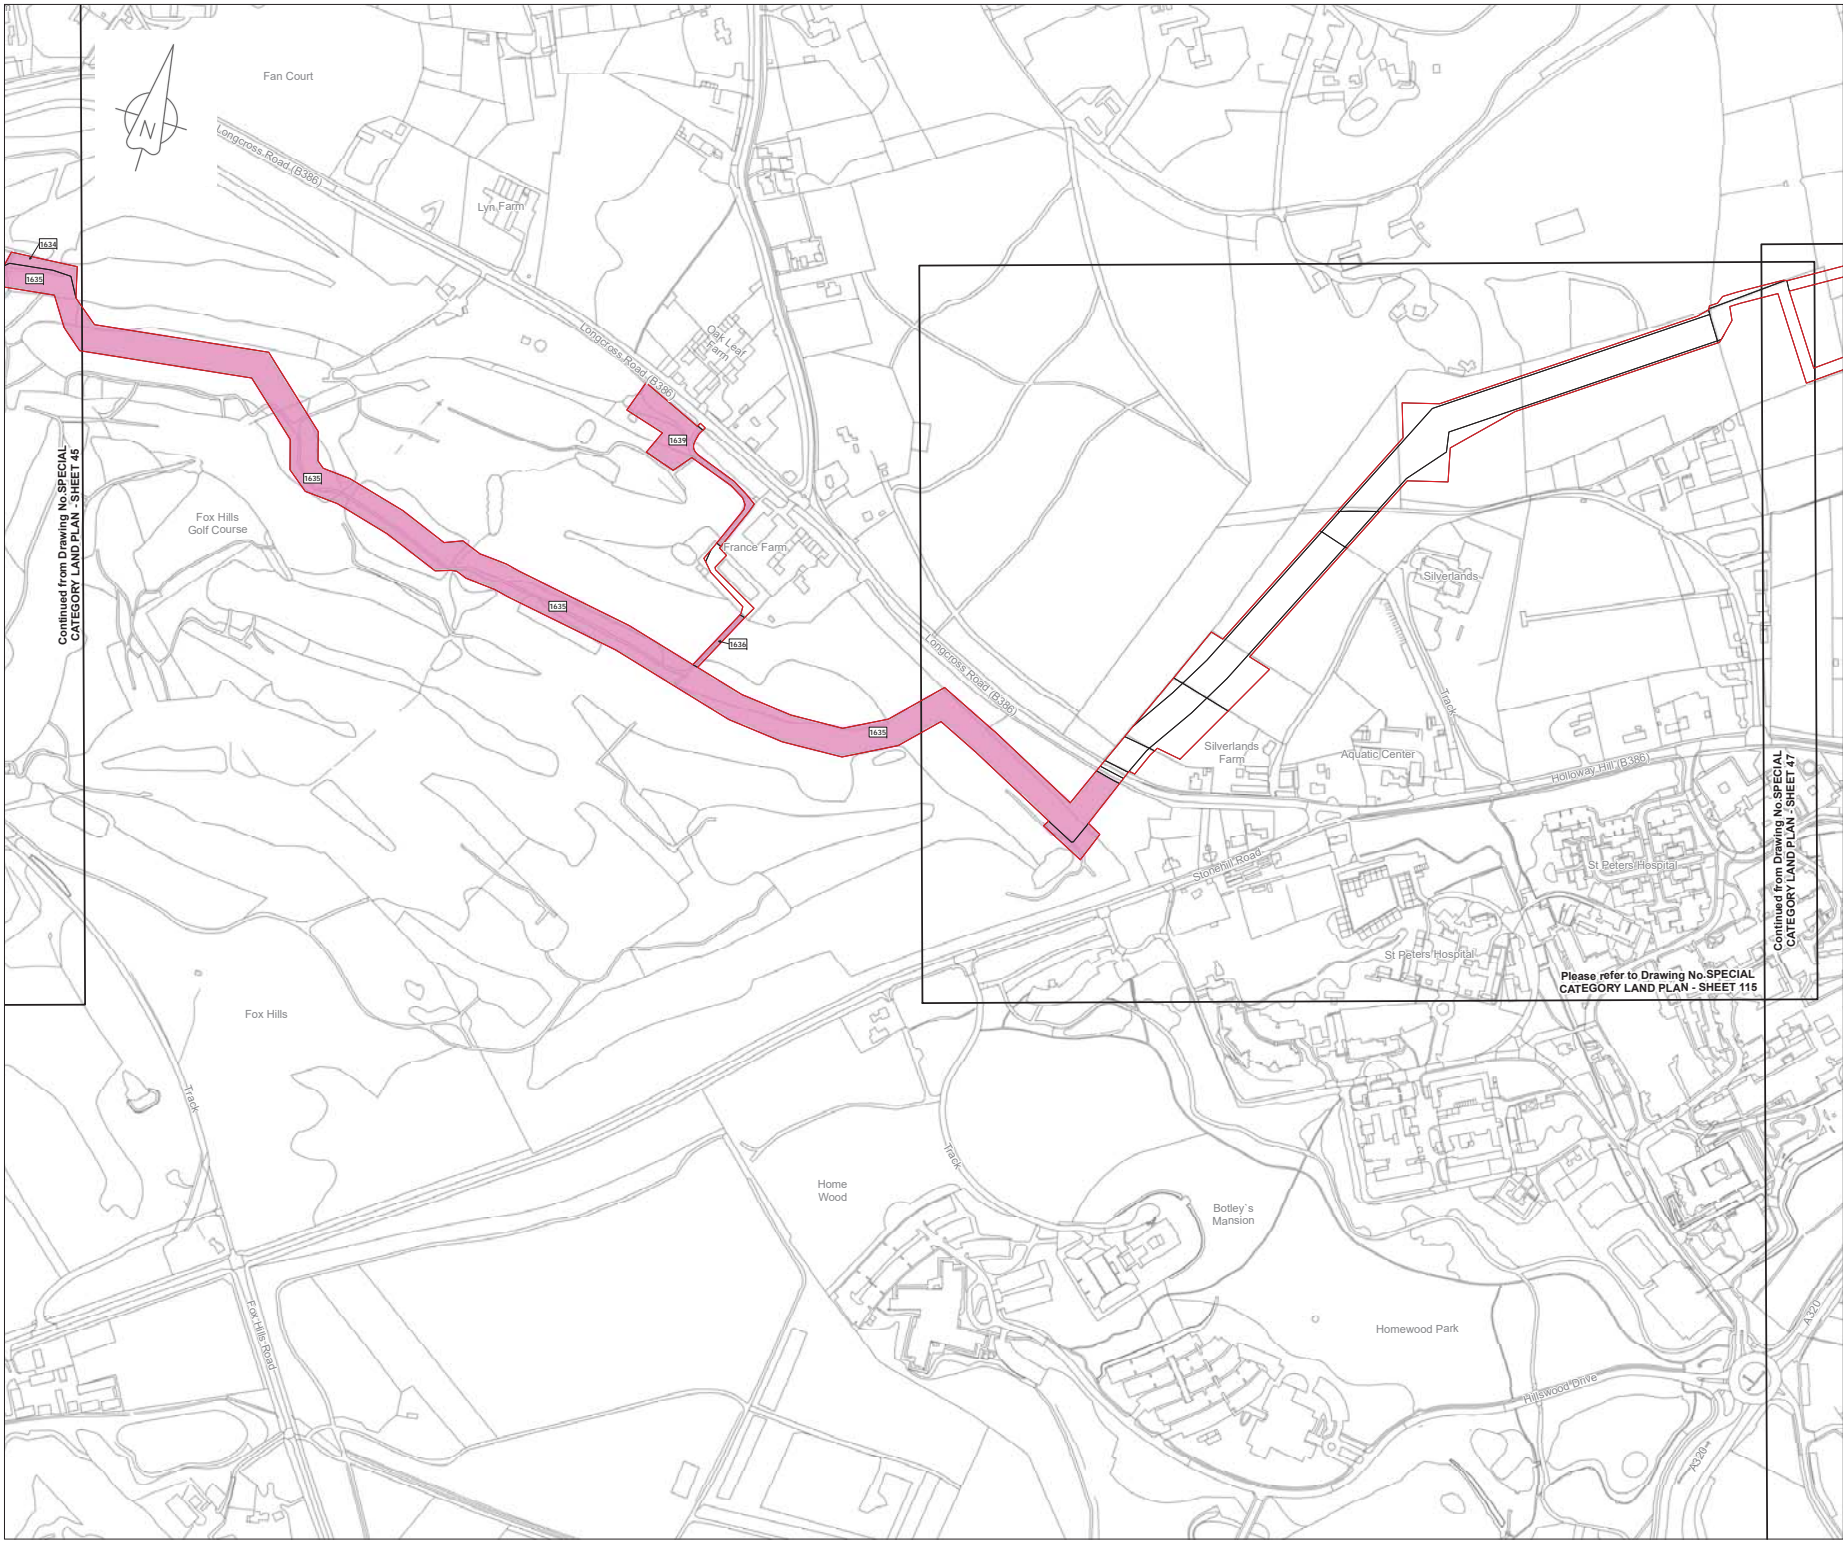 Fan Court
N
Longcross Road (B386)
Lyn Farm
1634
1635
Longcross Road (B386)
Oak Leaf
Farm
1639
1635
Fox Hills
Golf Course
Continued from Drawing No.SPECIAL
CATEGORY LAND PLAN - SHEET 45
France Farm
1635
1636
1635
Longcross Road (B386)
Silverlands
Track
Silverlands
Farm
Aquatic Center
Holloway Hill (B386)
Continued from Drawing No.SPECIAL
CATEGORY LAND PLAN - SHEET 47
Stonehill Road
St Peters Hospital
St Peters Hospital
Please refer to Drawing No.SPECIAL
CATEGORY LAND PLAN - SHEET 115
Fox Hills
Track
Track
Home
Wood
Botley`s
Mansion
Fox Hills Road
Homewood Park
A320
Hillswood Drive
A320